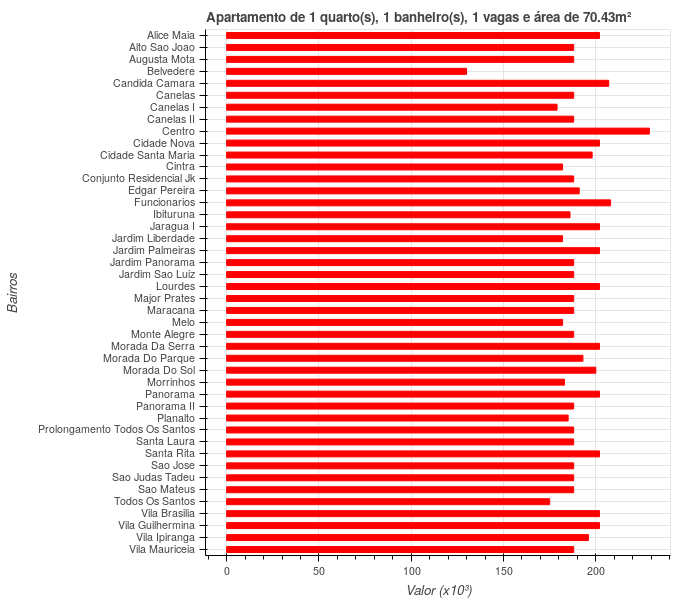 Apartamento de 1 quarto(s), 1 banheiro(s), 1 vagas e área de 70.43m²
Alice Maia
Alto Sao Joao
Augusta Mota
Belvedere
Candida Camara
Canelas
Canelas I
Canelas II
Centro
Cidade Nova
Cidade Santa Maria
Cintra
Conjunto Residencial Jk
Edgar Pereira
Funcionarios
Ibituruna
Jaragua I
Jardim Liberdade
Jardim Palmeiras
Jardim Panorama
Jardim Sao Luiz
Lourdes
Major Prates
Maracana
Melo
Monte Alegre
Morada Da Serra
Morada Do Parque
Morada Do Sol
Morrinhos
Panorama
Panorama II
Planalto
Prolongamento Todos Os Santos
Santa Laura
Santa Rita
Sao Jose
Sao Judas Tadeu
Sao Mateus
Todos Os Santos
Vila Brasilia
Vila Guilhermina
Vila Ipiranga
Vila Mauriceia
Bairros
0 50 100 150 200
Valor (x10³)